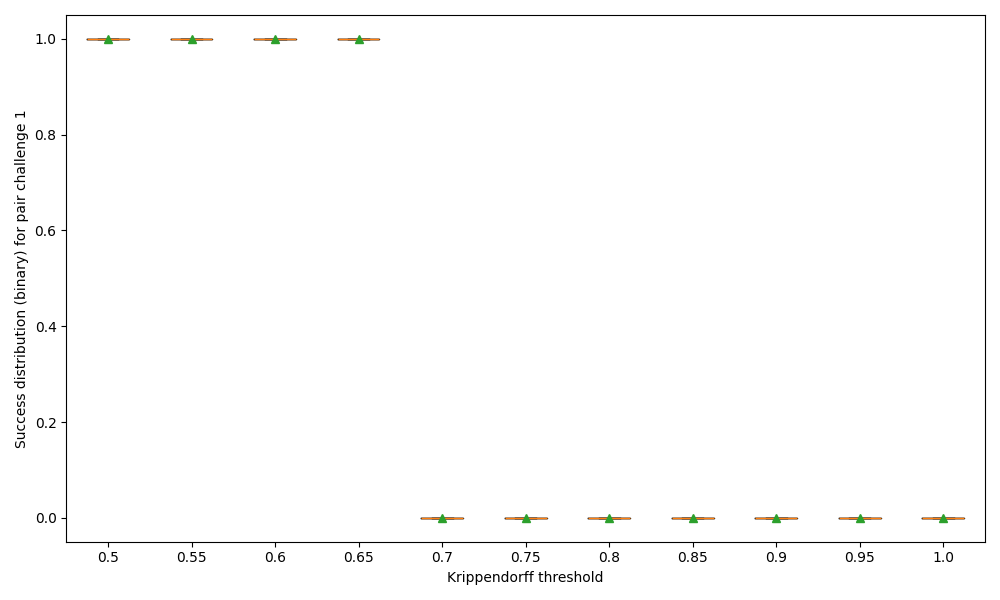 1.0
0.8
0.6
0.4
0.2
0.0
Success distribution (binary) for pair challenge 1
0.5 0.55 0.6 0.65 0.7 0.75 0.8 0.85 0.9 0.95 1.0
Krippendorff threshold